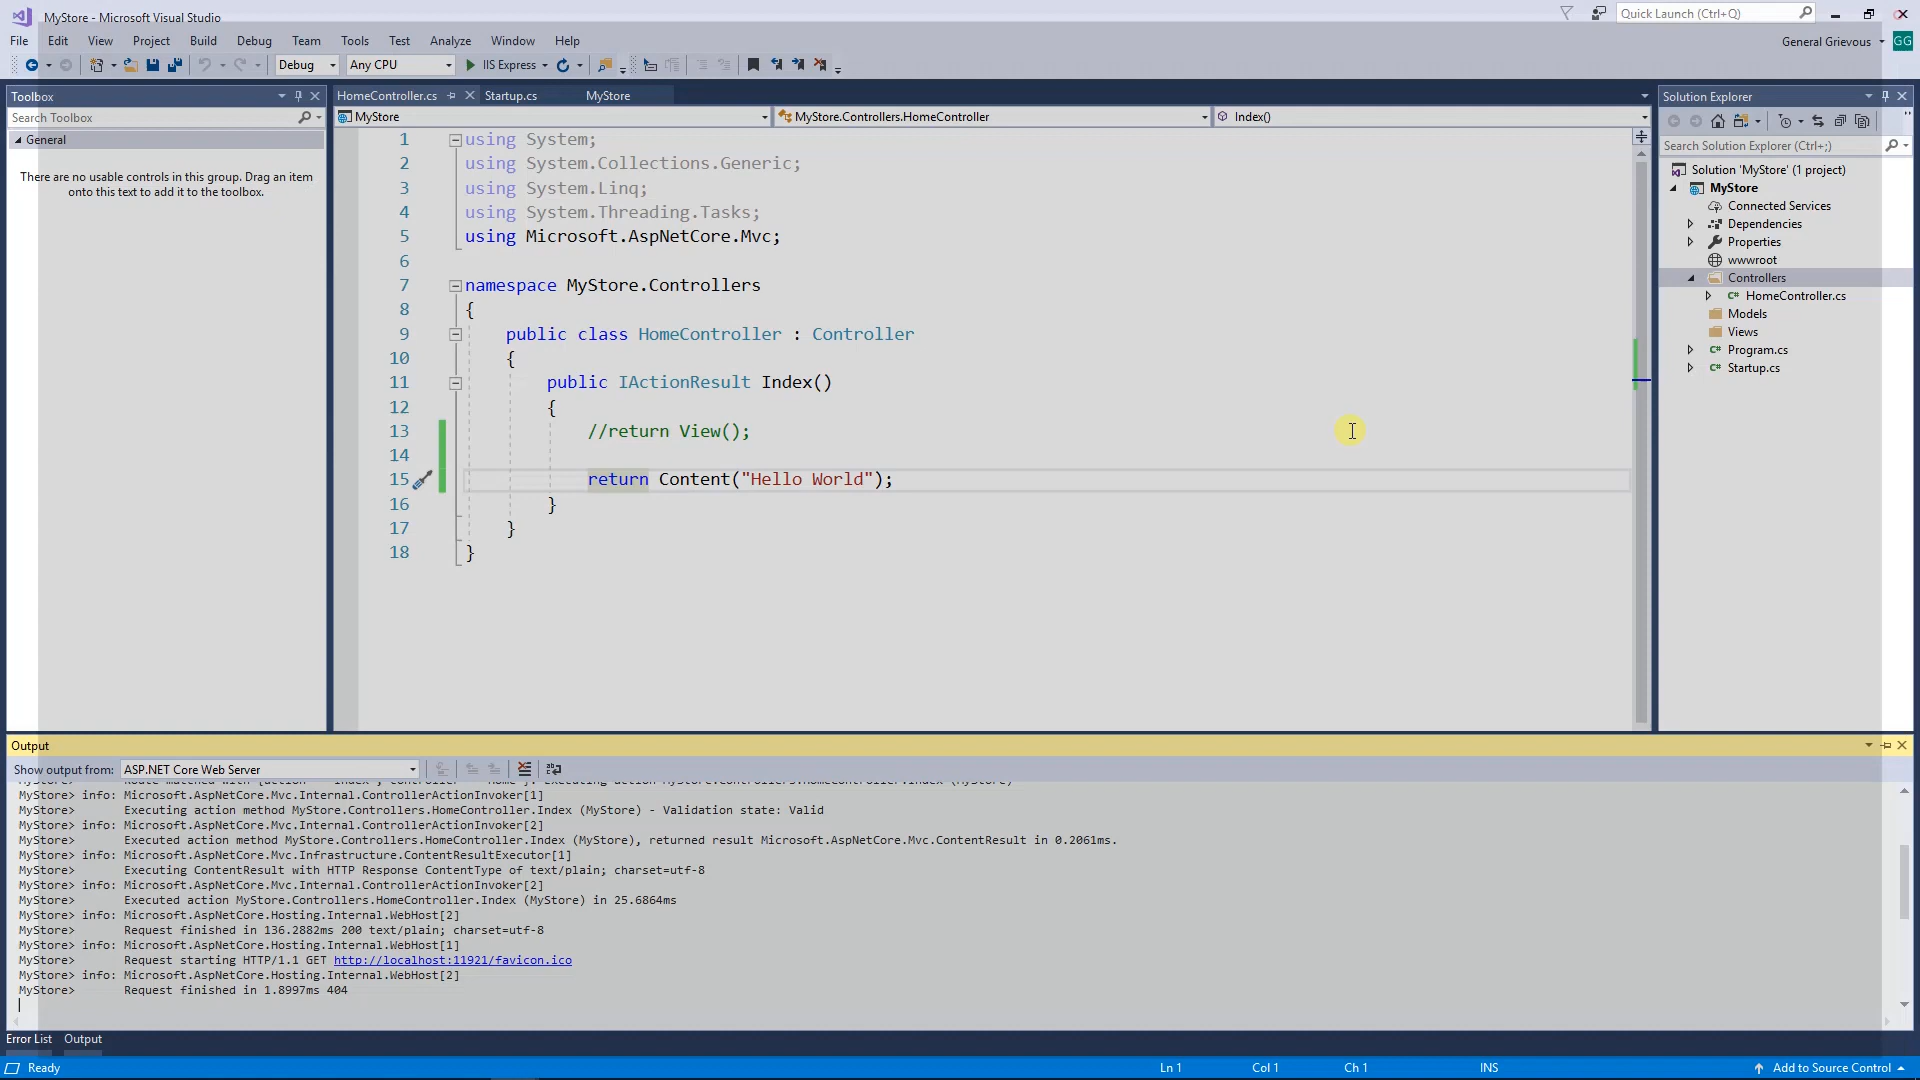 MyStore - Microsoft Visual Studio
Quick Launch (Ctrl+Q)
File Edit View Project Build Debug Team Tools Test Analyze Window Help
General Grievous GG
Debug Any CPU IIS Express
Toolbox
Search Toolbox
General
There are no usable controls in this group. Drag an item
onto this text to add it to the toolbox.
HomeController.cs Startup.cs MyStore
MyStore MyStore.Controllers.HomeController Index()
1 using System;
2 using System.Collections.Generic;
3 using System.Linq;
4 using System.Threading.Tasks;
5 using Microsoft.AspNetCore.Mvc;
6
7 namespace MyStore.Controllers
8 {
9 public class HomeController : Controller
10 {
11 public IActionResult Index()
12 {
13 //return View();
14
15 return Content("Hello World");
16 }
17 }
18 }
Solution Explorer
Search Solution Explorer (Ctrl+;)
Solution 'MyStore' (1 project)
MyStore
Connected Services
Dependencies
Properties
wwwroot
Controllers
C# HomeController.cs
Models
Views
C# Program.cs
C# Startup.cs
Output
Show output from: ASP.NET Core Web Server
MyStore> info: Microsoft.AspNetCore.Mvc.Internal.ControllerActionInvoker[1]
MyStore> Executing action method MyStore.Controllers.HomeController.Index (MyStore) - Validation state: Valid
MyStore> info: Microsoft.AspNetCore.Mvc.Internal.ControllerActionInvoker[2]
MyStore> Executed action method MyStore.Controllers.HomeController.Index (MyStore), returned result Microsoft.AspNetCore.Mvc.ContentResult in 0.2061ms.
MyStore> info: Microsoft.AspNetCore.Mvc.Infrastructure.ContentResultExecutor[1]
MyStore> Executing ContentResult with HTTP Response ContentType of text/plain; charset=utf-8
MyStore> info: Microsoft.AspNetCore.Mvc.Internal.ControllerActionInvoker[2]
MyStore> Executed action MyStore.Controllers.HomeController.Index (MyStore) in 25.6864ms
MyStore> info: Microsoft.AspNetCore.Hosting.Internal.WebHost[2]
MyStore> Request finished in 136.2882ms 200 text/plain; charset=utf-8
MyStore> info: Microsoft.AspNetCore.Hosting.Internal.WebHost[1]
MyStore> Request starting HTTP/1.1 GET http://localhost:11921/favicon.ico
MyStore> info: Microsoft.AspNetCore.Hosting.Internal.WebHost[2]
MyStore> Request finished in 1.8997ms 404
Error List Output
Ready Ln 1 Col 1 Ch 1 INS Add to Source Control